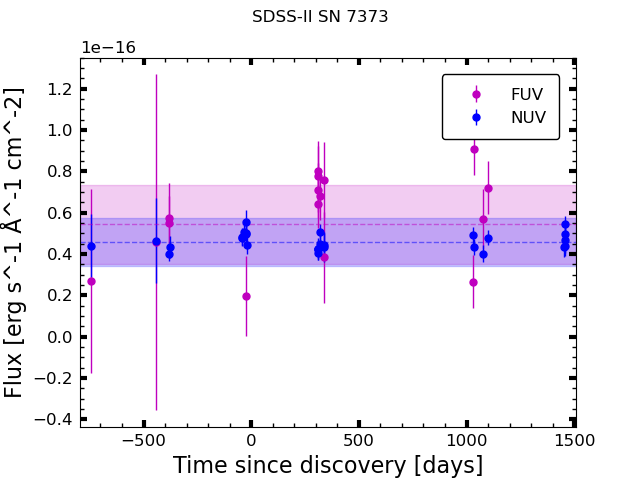 SDSS-II SN 7373
1e−16
Flux [erg s^-1 Å^-1 cm^-2]
1.2
1.0
0.8
0.6
0.4
0.2
0.0
−0.2
−0.4
FUV
NUV
−500 0 500 1000 1500
Time since discovery [days]